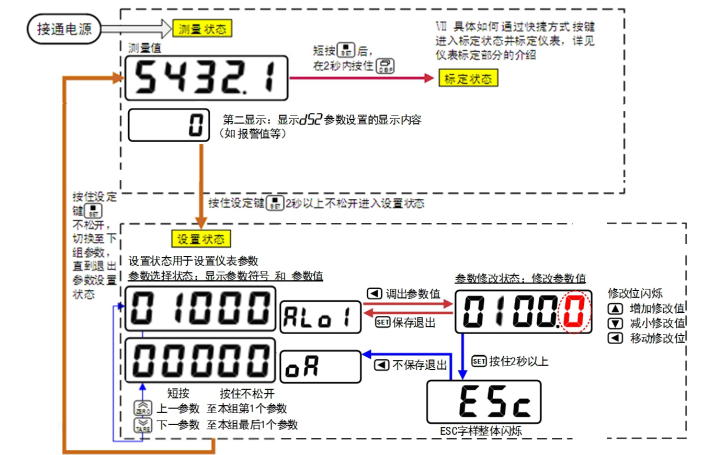 接通电源
测量状态
测量值
5432.1
短按 SET 后,
在2秒内按住
标定状态
Ⅶ 具体如何通过快捷方式按键
进入标定状态并标定仪表,详见
仪表标定部分的介绍
0
第二显示:显示dS2参数设置的显示内容
(如报警值等)
按住设定键 SET 2秒以上不松开进入设置状态
按住设定
键 SET
不松开,
切换至下
组参数,
直到退出
参数设置
状态
设置状态
设置状态用于设置仪表参数
参数选择状态:显示参数符号 和 参数值
01000
ALo1
00000
oA
调出参数值
SET 保存退出
参数修改状态:修改参数值
0100.0
修改位闪烁
增加修改值
减小修改值
移动修改位
不保存退出
SET 按住2秒以上
ESc
ESC字样整体闪烁
短按 按住不松开
ZERO 上一参数 至本组第1个参数
TARE 下一参数 至本组最后1个参数